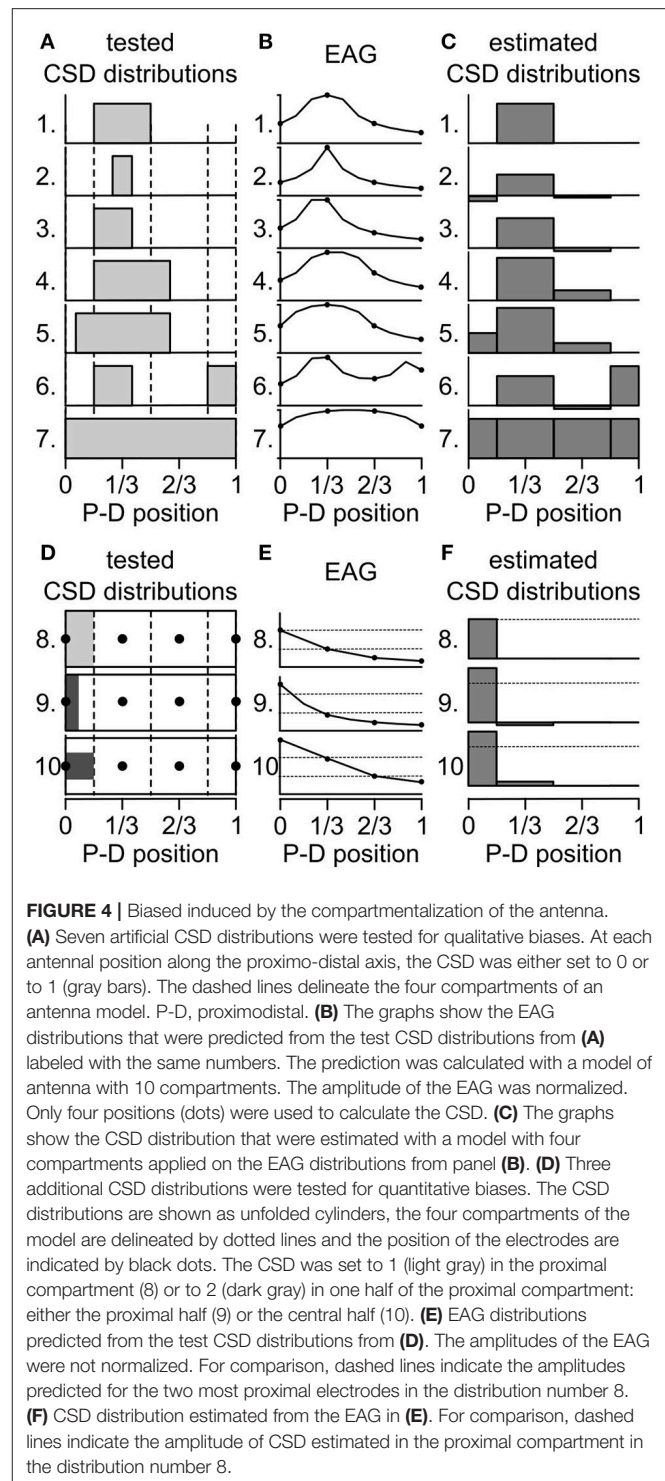 A tested CSD distributions
B EAG
C estimated CSD distributions
1. 1. 1.
2. 2. 2
3. 3. 3.
4. 4. 4.
5. 5. 5.
6. 6. 6.
7. 7. 7.
0 1/3 2/3 1 0 1/3 2/3 1 0 1/3 2/3 1
P-D position P-D position P-D position
D tested CSD distributions
E EAG
F estimated CSD distributions
8. 8. 8.
9. 9. 9.
10 10 10
0 1/3 2/3 1 0 1/3 2/3 1 0 1/3 2/3 1
P-D position P-D position P-D position
FIGURE 4 | Biased induced by the compartmentalization of the antenna.
(A) Seven artificial CSD distributions were tested for qualitative biases. At each
antennal position along the proximo-distal axis, the CSD was either set to 0 or
to 1 (gray bars). The dashed lines delineate the four compartments of an
antenna model. P-D, proximodistal. (B) The graphs show the EAG
distributions that were predicted from the test CSD distributions from (A)
labeled with the same numbers. The prediction was calculated with a model of
antenna with 10 compartments. The amplitude of the EAG was normalized.
Only four positions (dots) were used to calculate the CSD. (C) The graphs
show the CSD distribution that were estimated with a model with four
compartments applied on the EAG distributions from panel (B). (D) Three
additional CSD distributions were tested for quantitative biases. The CSD
distributions are shown as unfolded cylinders, the four compartments of the
model are delineated by dotted lines and the position of the electrodes are
indicated by black dots. The CSD was set to 1 (light gray) in the proximal
compartment (8) or to 2 (dark gray) in one half of the proximal compartment:
either the proximal half (9) or the central half (10). (E) EAG distributions
predicted from the test CSD distributions from (D). The amplitudes of the EAG
were not normalized. For comparison, dashed lines indicate the amplitudes
predicted for the two most proximal electrodes in the distribution number 8.
(F) CSD distribution estimated from the EAG in (E). For comparison, dashed
lines indicate the amplitude of CSD estimated in the proximal compartment in
the distribution number 8.